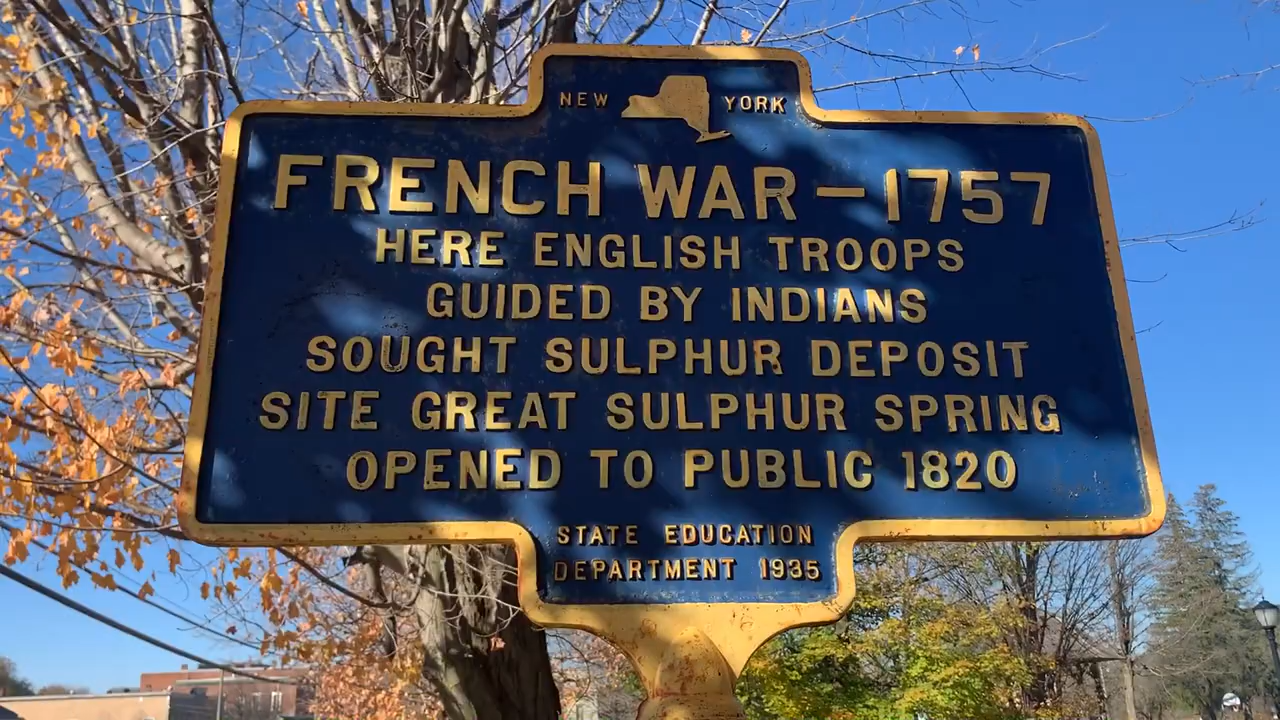 NEW YORK
FRENCH WAR – 1757
HERE ENGLISH TROOPS
GUIDED BY INDIANS
SOUGHT SULPHUR DEPOSIT
SITE GREAT SULPHUR SPRING
OPENED TO PUBLIC 1820
STATE EDUCATION
DEPARTMENT 1935